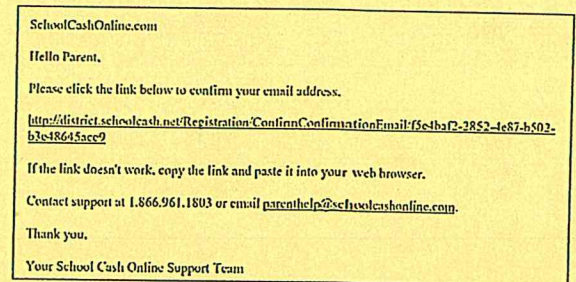 SchoolCashOnline.com
Hello Parent,
Please click the link below to confirm your email address.
http://district.schoolcash.net/Registration/ConfirmConfirmationEmail/f5e4baf2-2852-4e87-b502-
b3e48645acc9
If the link doesn't work, copy the link and paste it into your web browser.
Contact support at 1.866.961.1803 or email parenthelp@schoolcashonline.com.
Thank you,
Your School Cash Online Support Team